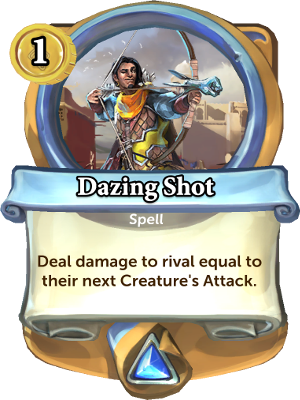 1
Dazing Shot
Spell
Deal damage to rival equal to
their next Creature's Attack.